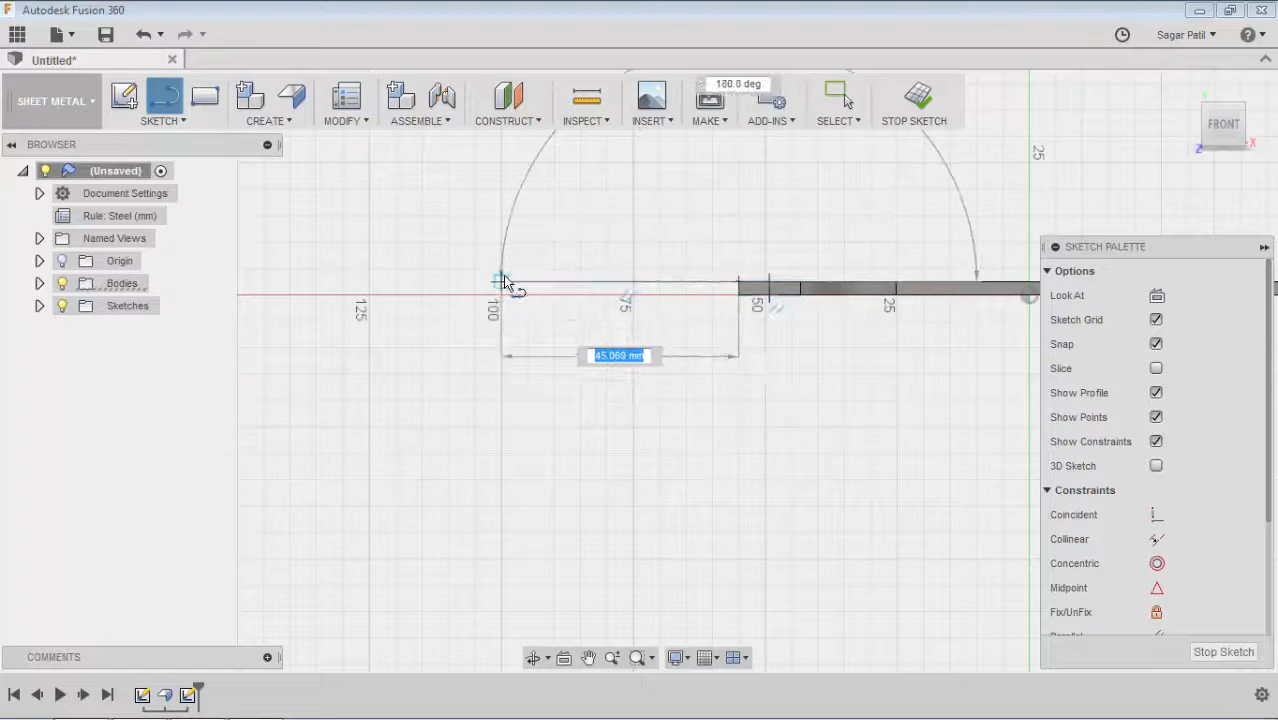 Autodesk Fusion 360
Sagar Patil
Untitled*
SHEET METAL
SKETCH
CREATE
MODIFY
ASSEMBLE
CONSTRUCT
INSPECT
INSERT
180.0 deg
MAKE
ADD-INS
SELECT
STOP SKETCH
BROWSER
FRONT
X
Z
(Unsaved)
Document Settings
Rule: Steel (mm)
Named Views
Origin
Bodies
Sketches
25
125
100
75
50
25
45.069 mm
SKETCH PALETTE
Options
Look At
Sketch Grid
Snap
Slice
Show Profile
Show Points
Show Constraints
3D Sketch
Constraints
Coincident
Collinear
Concentric
Midpoint
Fix/UnFix
Stop Sketch
COMMENTS